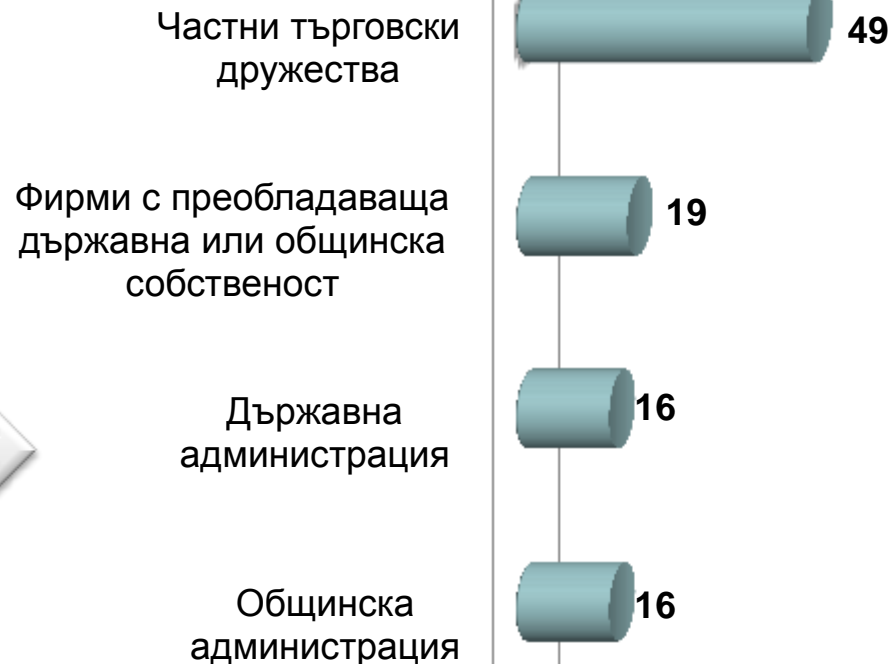 Частни търговски
дружества
49
Фирми с преобладаваща
държавна или общинска
собственост
19
Държавна
администрация
16
Общинска
администрация
16